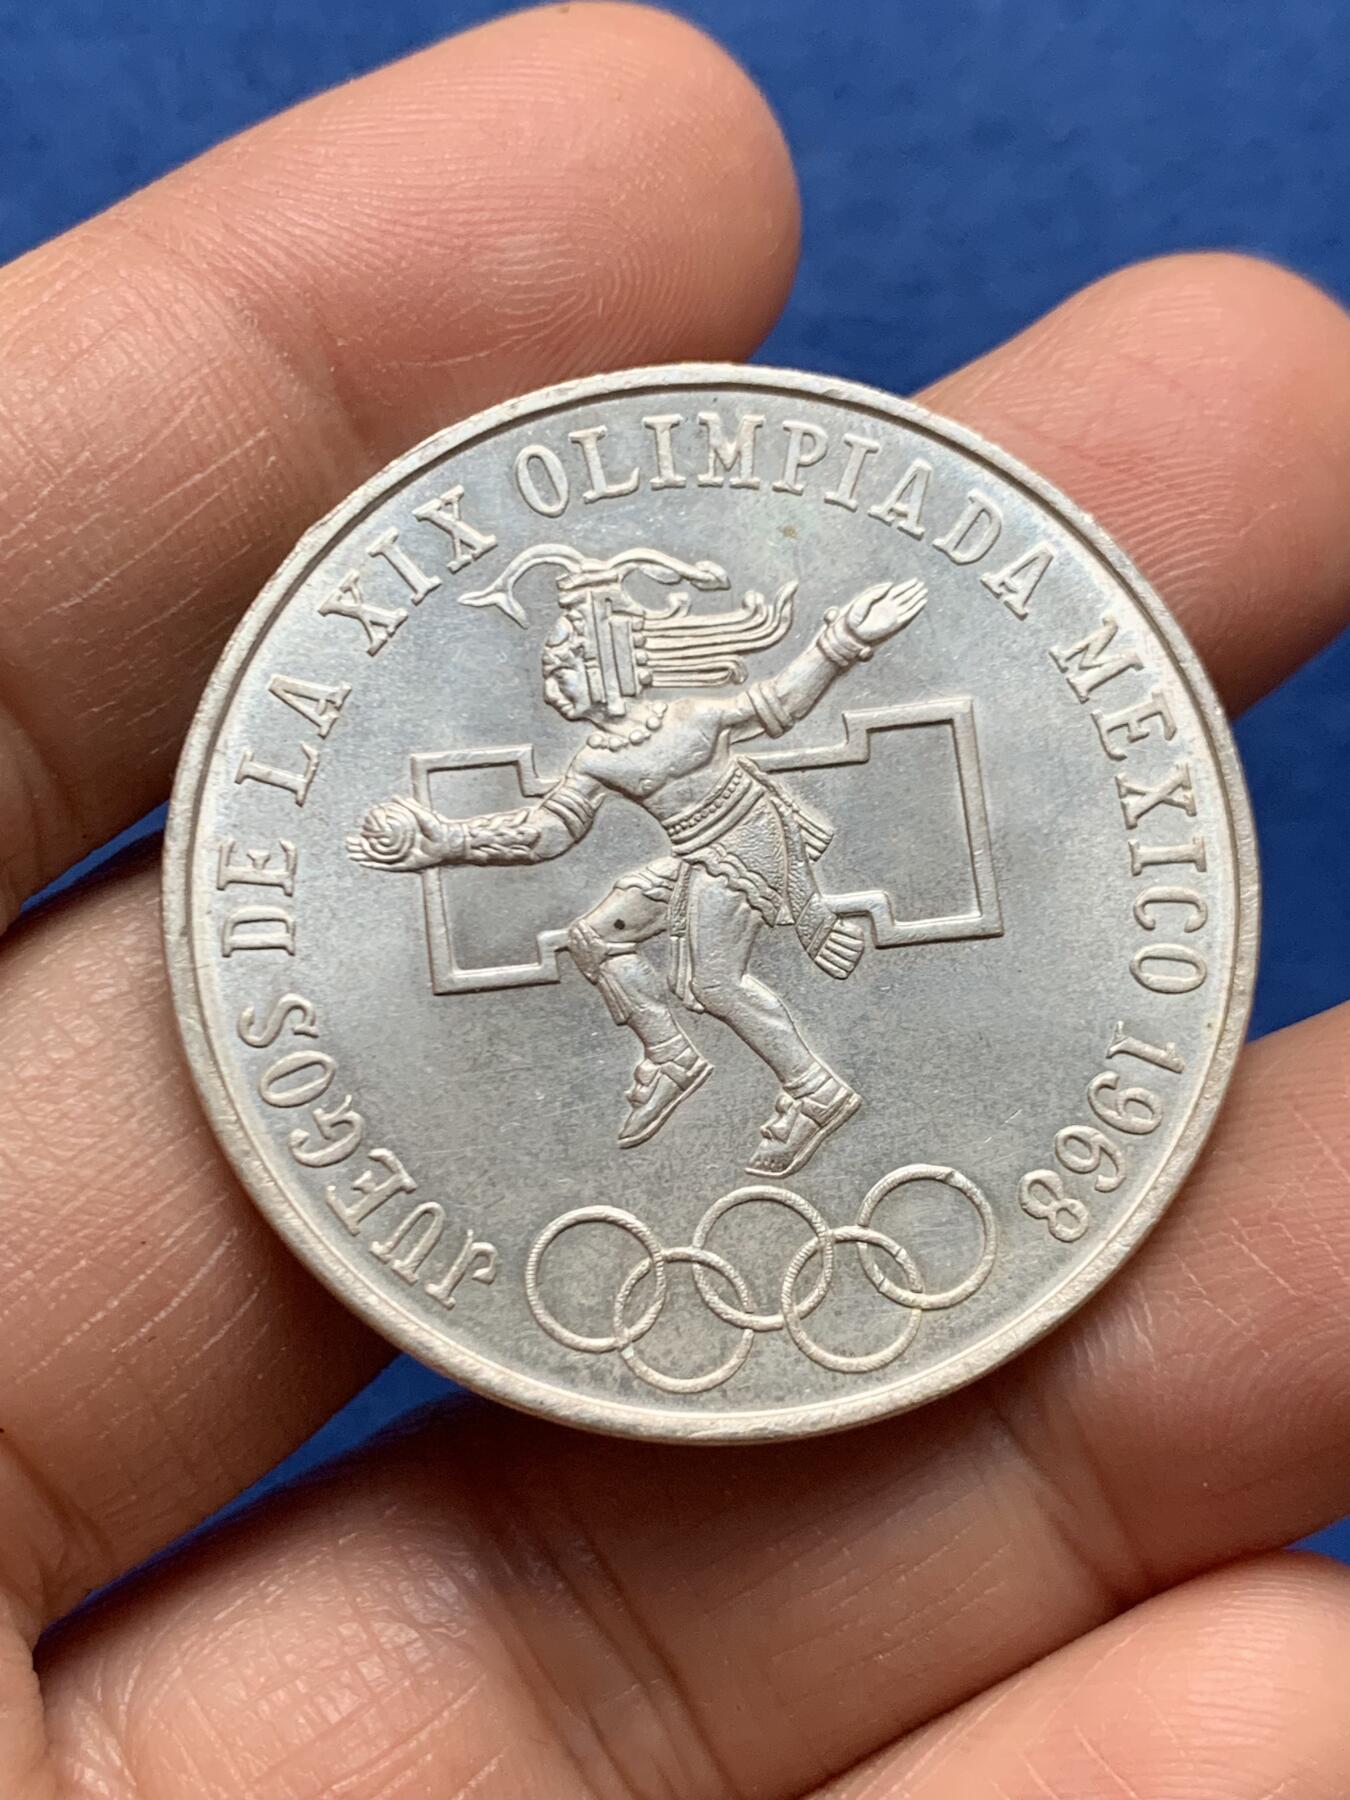 JUEGOS DE LA XIX OLIMPIADA MEXICO 1968